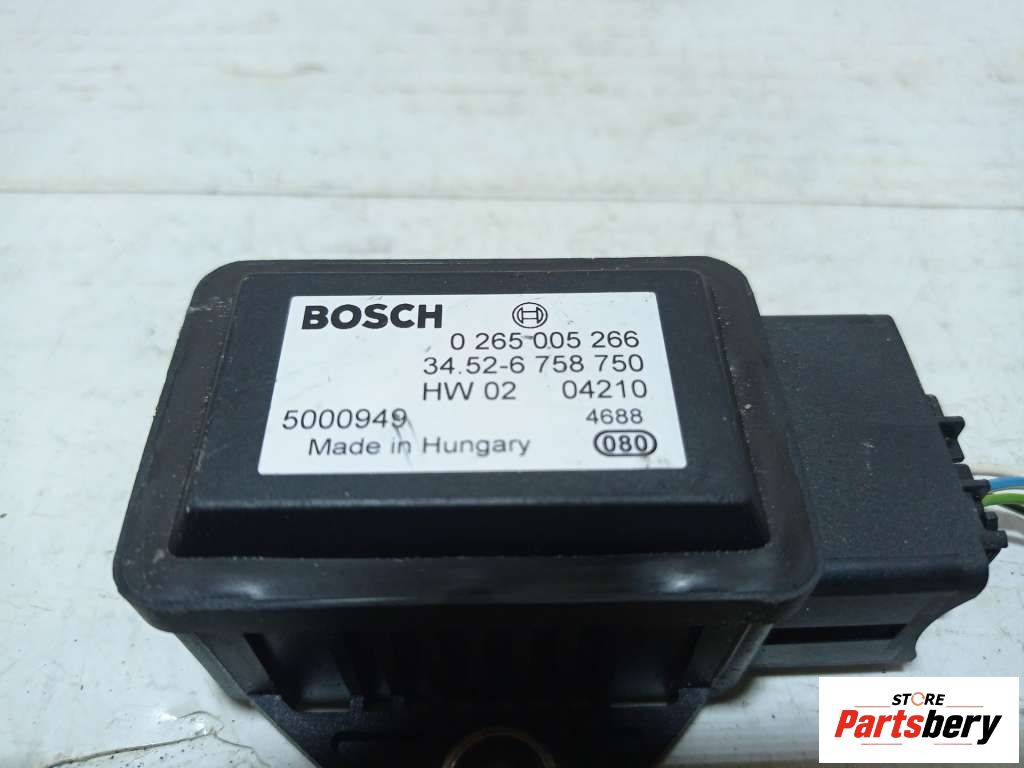 BOSCH
0 265 005 266
34.52-6 758 750
HW 02 04210
5000949 4688
Made in Hungary 080
STORE
Partsbery